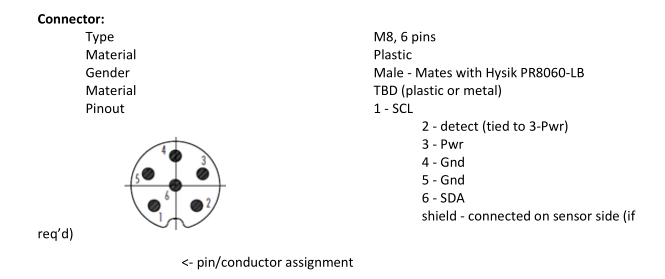 Connector:
Type M8, 6 pins
Material Plastic
Gender Male - Mates with Hysik PR8060-LB
Material TBD (plastic or metal)
Pinout 1 - SCL
2 - detect (tied to 3-Pwr)
3 - Pwr
4 - Gnd
5 - Gnd
6 - SDA
shield - connected on sensor side (if
req'd)
4
3
5
6
1
2
<- pin/conductor assignment